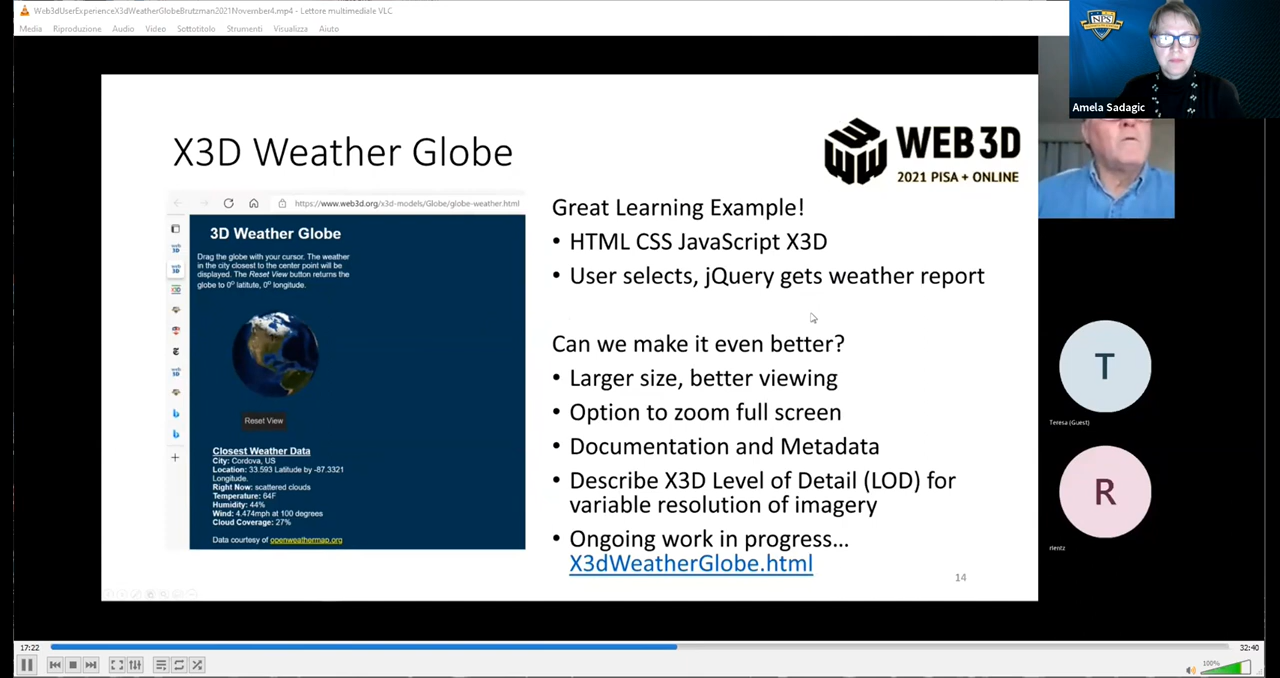 Web3dUserExperienceX3dWeatherGlobeBrutzman2021November4.mp4 - Lettore multimediale VLC
Media Riproduzione Audio Video Sottotitolo Strumenti Visualizza Aiuto
NPS
Amela Sadagic
X3D Weather Globe
WEB 3D
2021 PISA + ONLINE
https://www.web3d.org/x3d-models/Globe/globe-weather.html
3D Weather Globe
Drag the globe with your cursor. The weather
in the city closest to the center point will be
displayed. The Reset View button returns the
globe to 0° latitute, 0° longitude.
Reset View
Closest Weather Data
City: Cordova, US
Location: 33.593 Latitude by -87.3321
Longitude.
Right Now: scattered clouds
Temperature: 64F
Humidity: 44%
Wind: 4.474mph at 100 degrees
Cloud Coverage: 27%
Data courtesy of openweathermap.org
Great Learning Example!
• HTML CSS JavaScript X3D
• User selects, jQuery gets weather report
Can we make it even better?
• Larger size, better viewing
• Option to zoom full screen
• Documentation and Metadata
• Describe X3D Level of Detail (LOD) for
variable resolution of imagery
• Ongoing work in progress...
X3dWeatherGlobe.html
14
T
Teresa (Guest)
R
rientz
17:22
32:40
100%